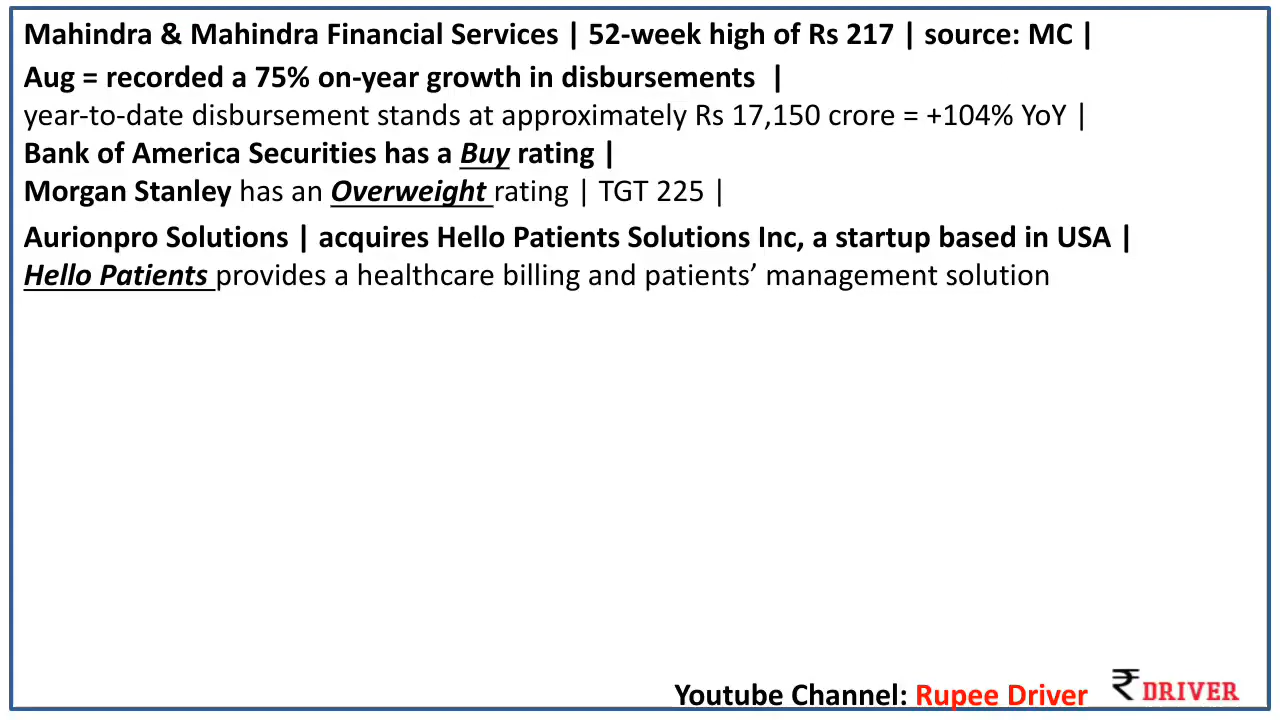 Mahindra & Mahindra Financial Services | 52-week high of Rs 217 | source: MC |
Aug = recorded a 75% on-year growth in disbursements |
year-to-date disbursement stands at approximately Rs 17,150 crore = +104% YoY |
Bank of America Securities has a Buy rating |
Morgan Stanley has an Overweight rating | TGT 225 |
Aurionpro Solutions | acquires Hello Patients Solutions Inc, a startup based in USA |
Hello Patients provides a healthcare billing and patients’ management solution
Youtube Channel: Rupee Driver ₹ DRIVER